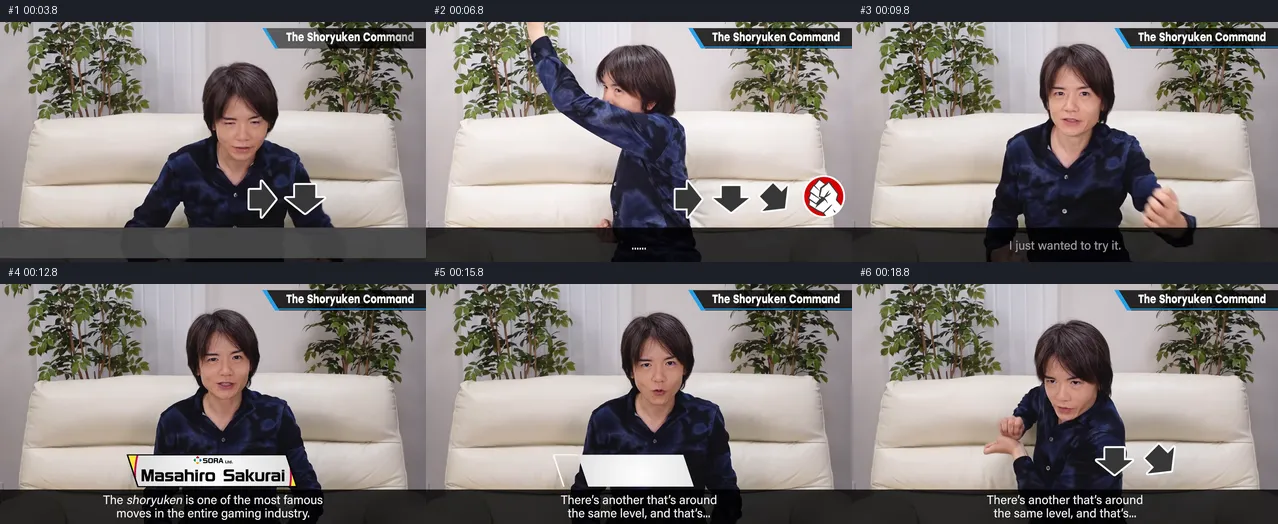 #1 00:03.8
The Shoryuken Command
#2 00:06.8
The Shoryuken Command
......
#3 00:09.8
The Shoryuken Command
I just wanted to try it.
#4 00:12.8
The Shoryuken Command
SORA Ltd.
Masahiro Sakurai
The shoryuken is one of the most famous
moves in the entire gaming industry.
#5 00:15.8
The Shoryuken Command
There's another that's around
the same level, and that's...
#6 00:18.8
The Shoryuken Command
There's another that's around
the same level, and that's...